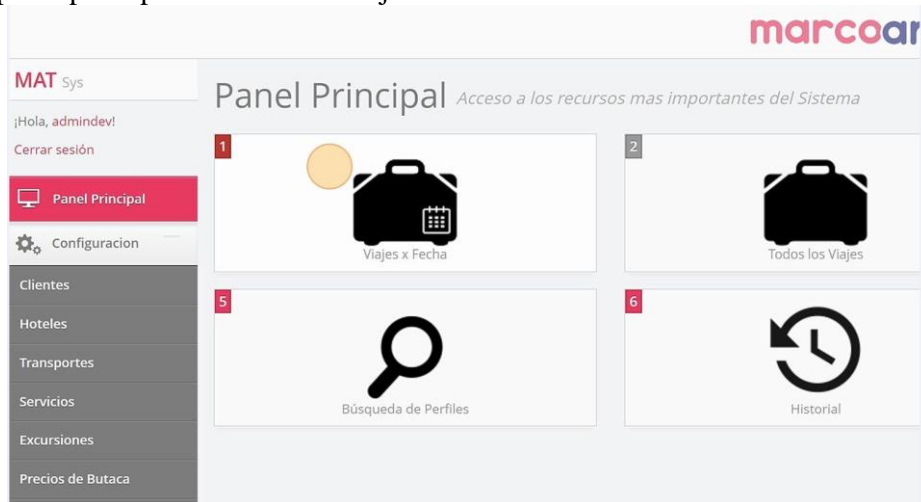 marcoar
MAT Sys
¡Hola, admindev!
Cerrar sesión
Panel Principal
Configuracion
Clientes
Hoteles
Transportes
Servicios
Excursiones
Precios de Butaca
Panel Principal Acceso a los recursos mas importantes del Sistema
1
Viajes x Fecha
2
Todos los Viajes
5
Búsqueda de Perfiles
6
Historial